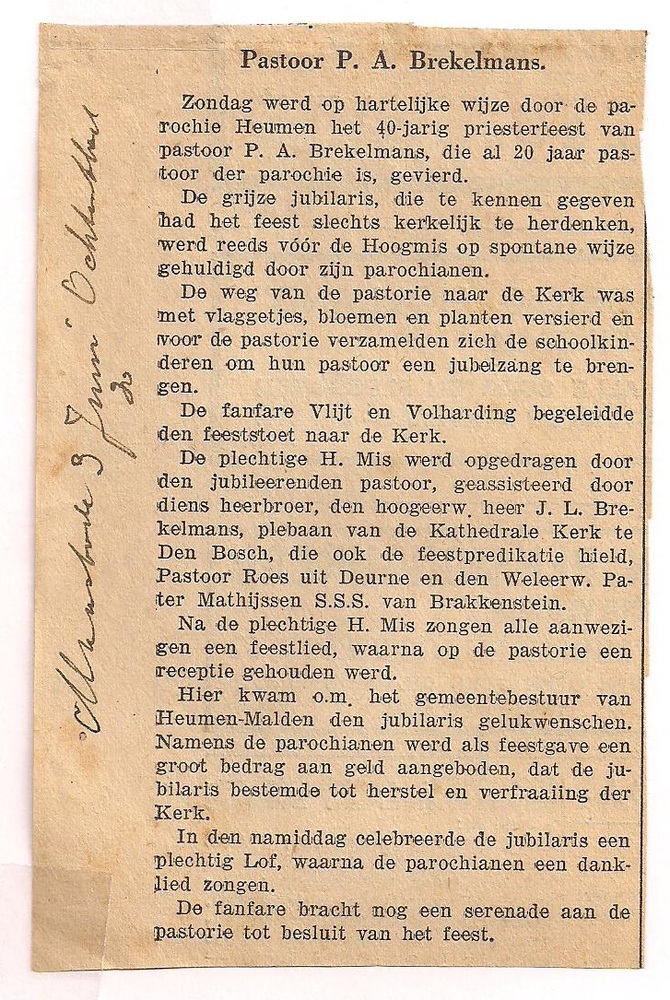 Pastoor P. A. Brekelmans.
Zondag werd op hartelijke wijze door de pa-
rochie Heumen het 40-jarig priesterfeest van
pastoor P. A. Brekelmans, die al 20 jaar pas-
toor der parochie is, gevierd.
De grijze jubilaris, die te kennen gegeven
had het feest slechts kerkelijk te herdenken,
werd reeds vóór de Hoogmis op spontane wijze
gehuldigd door zijn parochianen.
De weg van de pastorie naar de Kerk was
met vlaggetjes, bloemen en planten versierd en
voor de pastorie verzamelden zich de schoolkin-
deren om hun pastoor een jubelzang te bren-
gen.
De fanfare Vlijt en Volharding begeleidde
den feeststoet naar de Kerk.
De plechtige H. Mis werd opgedragen door
den jubileerenden pastoor, geassisteerd door
diens heerbroer, den hoogeerw. heer J. L. Bre-
kelmans, plebaan van de Kathedrale Kerk te
Den Bosch, die ook de feestpredikatie hield,
Pastoor Roes uit Deurne en den Weleerw. Pa-
ter Mathijssen S.S.S. van Brakkenstein.
Na de plechtige H. Mis zongen alle aanwezi-
gen een feestlied, waarna op de pastorie een
receptie gehouden werd.
Hier kwam o.m. het gemeentebestuur van
Heumen-Malden den jubilaris gelukwenschen.
Namens de parochianen werd als feestgave een
groot bedrag aan geld aangeboden, dat de ju-
bilaris bestemde tot herstel en verfraaiing der
Kerk.
In den namiddag celebreerde de jubilaris een
plechtig Lof, waarna de parochianen een dank-
lied zongen.
De fanfare bracht nog een serenade aan de
pastorie tot besluit van het feest.
Maasbode 3 Juni Ochtendblad